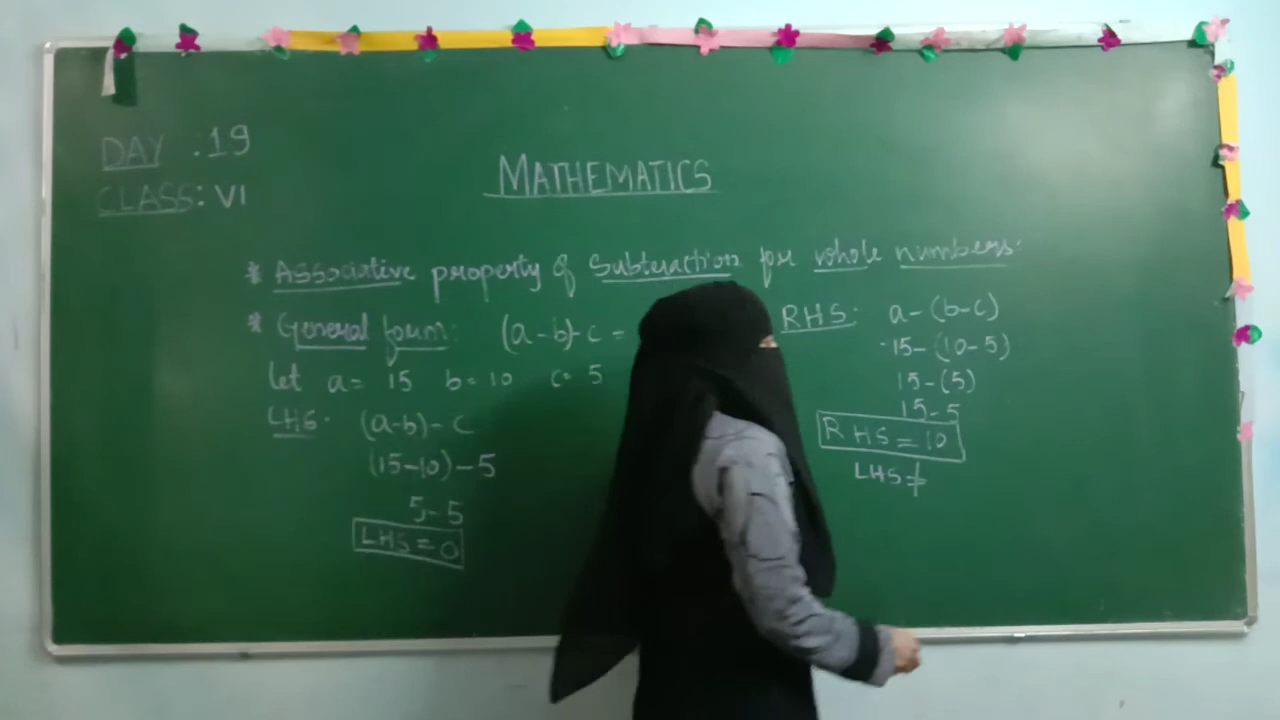 DAY : 19
CLASS : VI
MATHEMATICS
* Associative property of Subtraction for whole numbers.
* General form: (a-b)-c =
let a= 15 b= 10 c= 5
LHS. (a-b)-c
(15-10)-5
5-5
LHS = 0
RHS: a-(b-c)
15-(10-5)
15-(5)
15-5
RHS = 10
LHS ≠